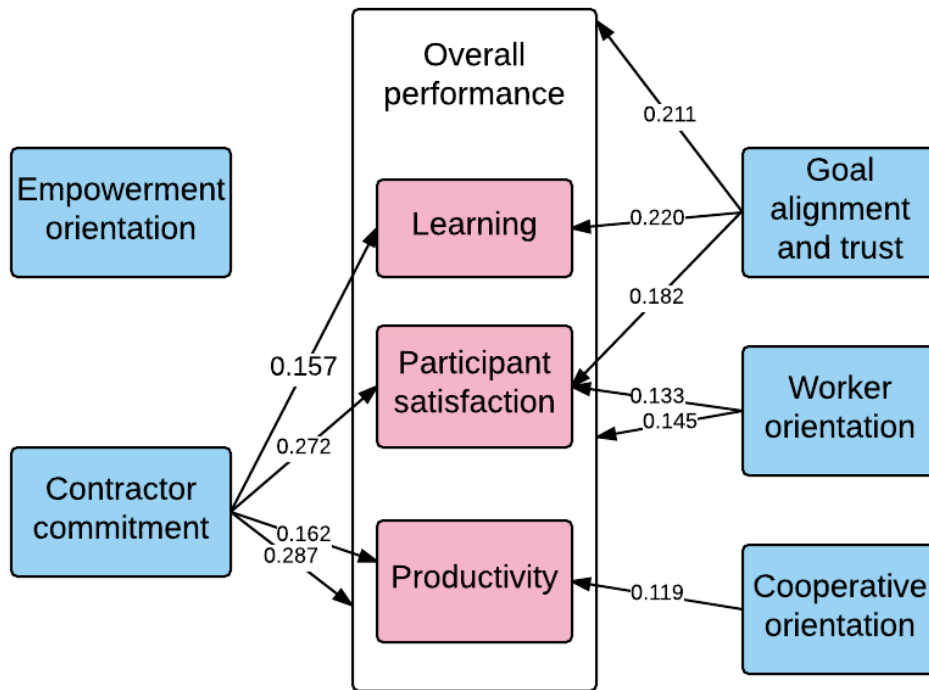 Overall
performance
Empowerment
orientation
Contractor
commitment
Learning
Participant
satisfaction
Productivity
Goal
alignment
and trust
Worker
orientation
Cooperative
orientation
0.157
0.272
0.162
0.287
0.211
0.220
0.182
0.133
0.145
0.119